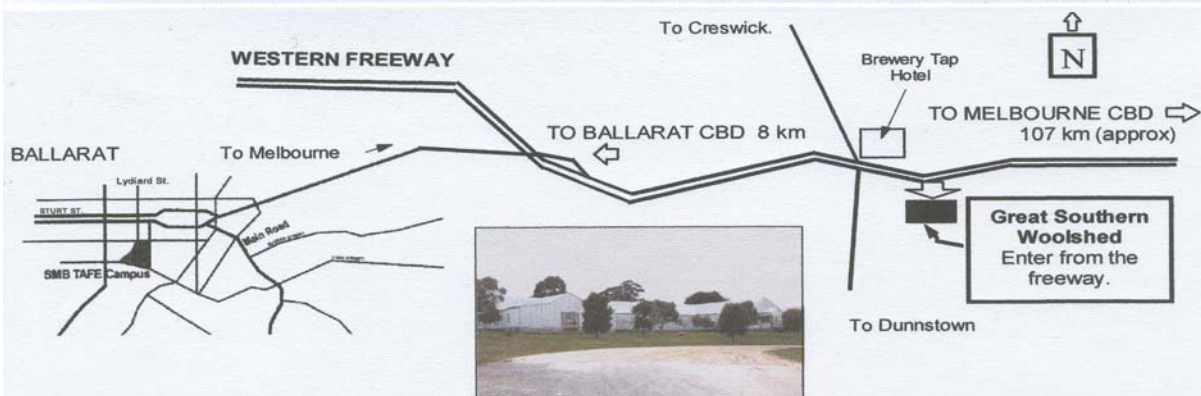 To Creswick.
N
WESTERN FREEWAY
Brewery Tap
Hotel
TO MELBOURNE CBD
107 km (approx)
TO BALLARAT CBD 8 km
BALLARAT
To Melbourne
Lydiard St.
STURT ST.
Main Road
SMB TAFE Campus
Great Southern
Woolshed
Enter from the
freeway.
To Dunnstown